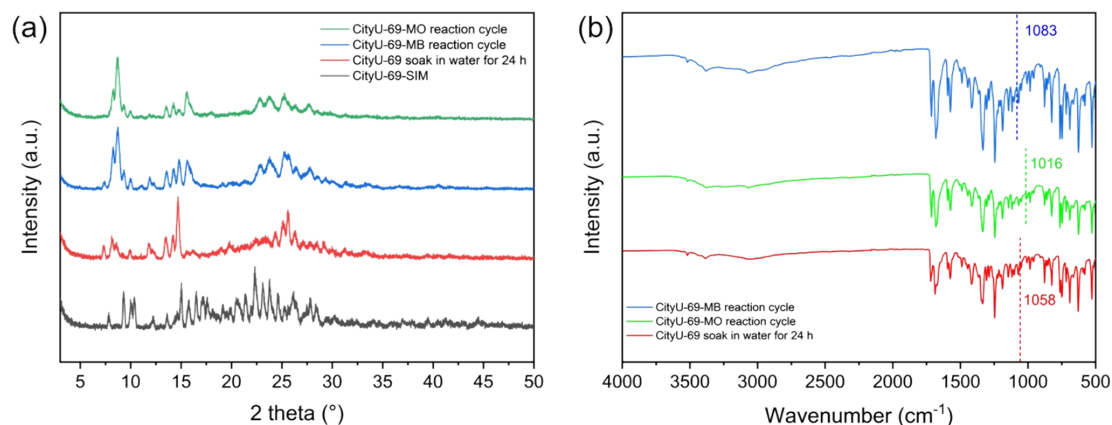 (a)
CityU-69-MO reaction cycle
CityU-69-MB reaction cycle
CityU-69 soak in water for 24 h
CityU-69-SIM
Intensity (a.u.)
5 10 15 20 25 30 35 40 45 50
2 theta (°)
(b)
1083
1016
1058
CityU-69-MB reaction cycle
CityU-69-MO reaction cycle
CityU-69 soak in water for 24 h
Intensity (a.u.)
4000 3500 3000 2500 2000 1500 1000 500
Wavenumber (cm⁻¹)